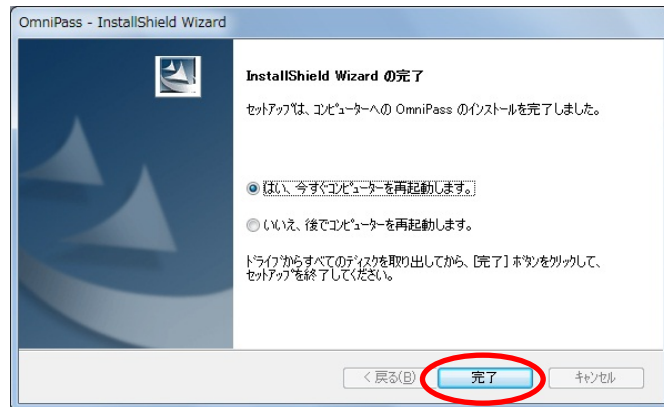 OmniPass - InstallShield Wizard
InstallShield Wizard の完了
セットアップは、コンピューターへの OmniPass のインストールを完了しました。
はい、今すぐコンピューターを再起動します。
いいえ、後でコンピューターを再起動します。
ドライブからすべてのディスクを取り出してから、[完了] ボタンをクリックして、
セットアップを終了してください。
< 戻る(B)
完了
キャンセル